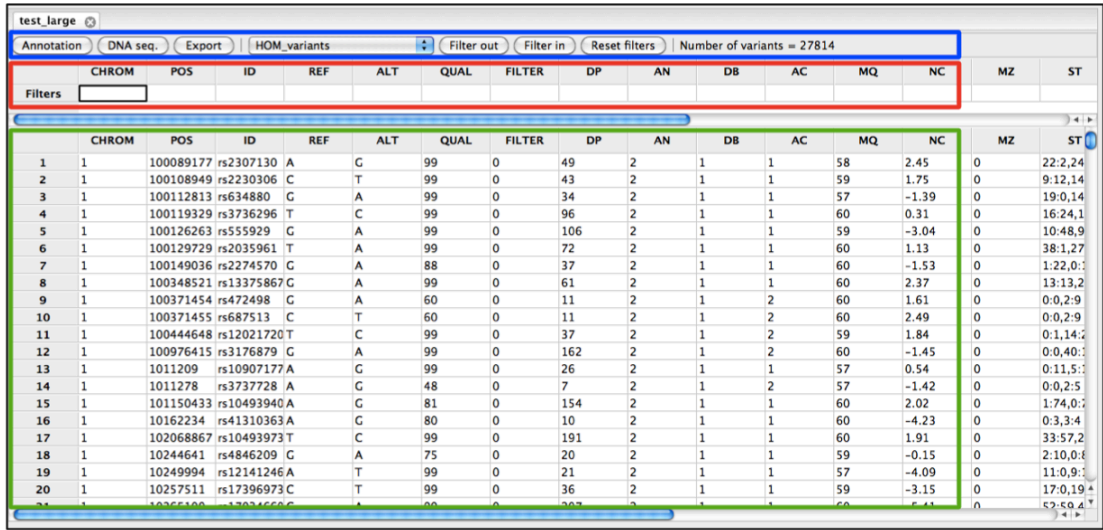 test_large
Annotation DNA seq. Export HOM_variants Filter out Filter in Reset filters Number of variants = 27814
CHROM POS ID REF ALT QUAL FILTER DP AN DB AC MQ NC MZ ST
Filters
CHROM POS ID REF ALT QUAL FILTER DP AN DB AC MQ NC MZ ST
1 1 100089177 rs2307130 A G 99 0 49 2 1 1 58 2.45 0 22:2,24
2 1 100108949 rs2230306 C T 99 0 43 2 1 1 59 1.75 0 9:12,14
3 1 100112813 rs634880 G A 99 0 34 2 1 1 57 -1.39 0 19:0,14
4 1 100119329 rs3736296 T C 99 0 96 2 1 1 60 0.31 0 16:24,1
5 1 100126263 rs555929 G A 99 0 106 2 1 1 59 -3.04 0 10:48,9
6 1 100129729 rs2035961 T A 99 0 72 2 1 1 60 1.13 0 38:1,27
7 1 100149036 rs2274570 G A 88 0 37 2 1 1 60 -1.53 0 1:22,0:
8 1 100348521 rs13375867 G A 99 0 61 2 1 1 60 2.37 0 13:13,2
9 1 100371454 rs472498 G A 60 0 11 2 1 2 60 1.61 0 0:0,2:9
10 1 100371455 rs687513 C T 60 0 11 2 1 2 60 2.49 0 0:0,2:9
11 1 100444648 rs12021720 T C 99 0 37 2 1 2 59 1.84 0 0:1,14:
12 1 100976415 rs3176879 G A 99 0 162 2 1 2 60 -1.45 0 0:0,40:
13 1 1011209 rs10907177 A G 99 0 26 2 1 1 57 0.54 0 0:11,5:
14 1 1011278 rs3737728 A G 48 0 7 2 1 2 57 -1.42 0 0:0,2:5
15 1 101150433 rs10493940 A G 81 0 154 2 1 1 60 2.02 0 1:74,0:
16 1 10162234 rs41310363 A G 80 0 10 2 1 1 60 -4.23 0 0:3,3:4
17 1 102068867 rs10493973 T C 99 0 191 2 1 1 60 1.91 0 33:57,2
18 1 10244641 rs4846209 G A 75 0 20 2 1 1 59 -0.15 0 2:10,0:
19 1 10249994 rs12141246 A T 99 0 21 2 1 1 57 -4.09 0 11:0,9:
20 1 10257511 rs17396973 C T 99 0 36 2 1 1 59 -3.15 0 17:0,19